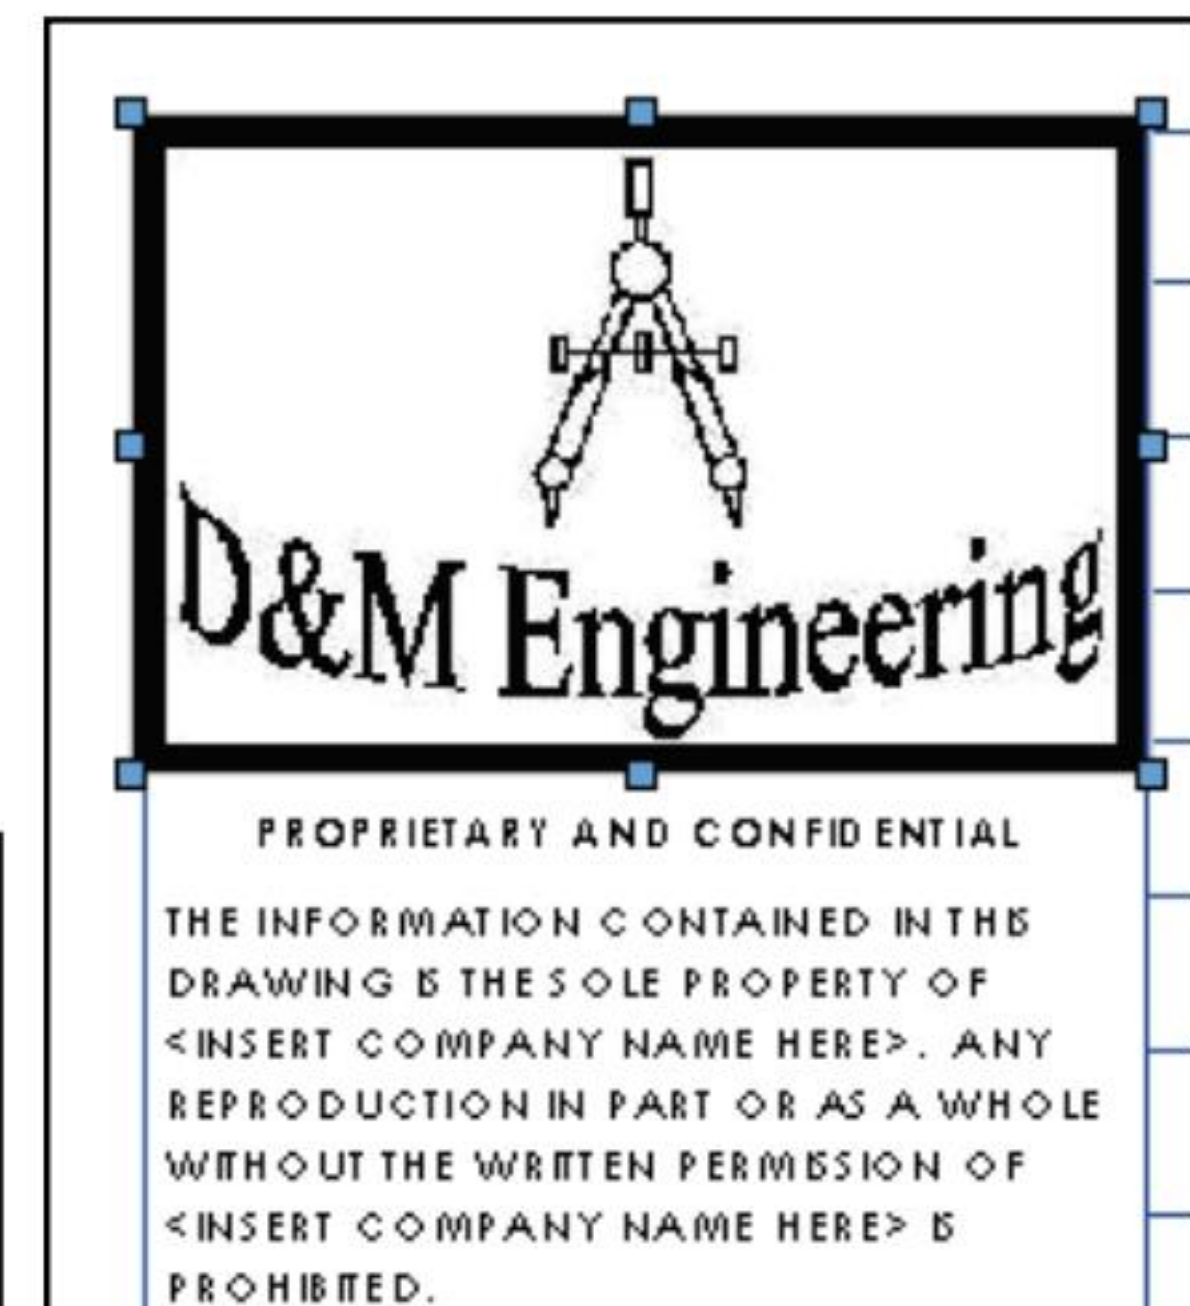 D&M Engineering
PROPRIETARY AND CONFIDENTIAL
THE INFORMATION CONTAINED IN THIS
DRAWING IS THE SOLE PROPERTY OF
<INSERT COMPANY NAME HERE>. ANY
REPRODUCTION IN PART OR AS A WHOLE
WITHOUT THE WRITTEN PERMISSION OF
<INSERT COMPANY NAME HERE> IS
PROHIBITED.